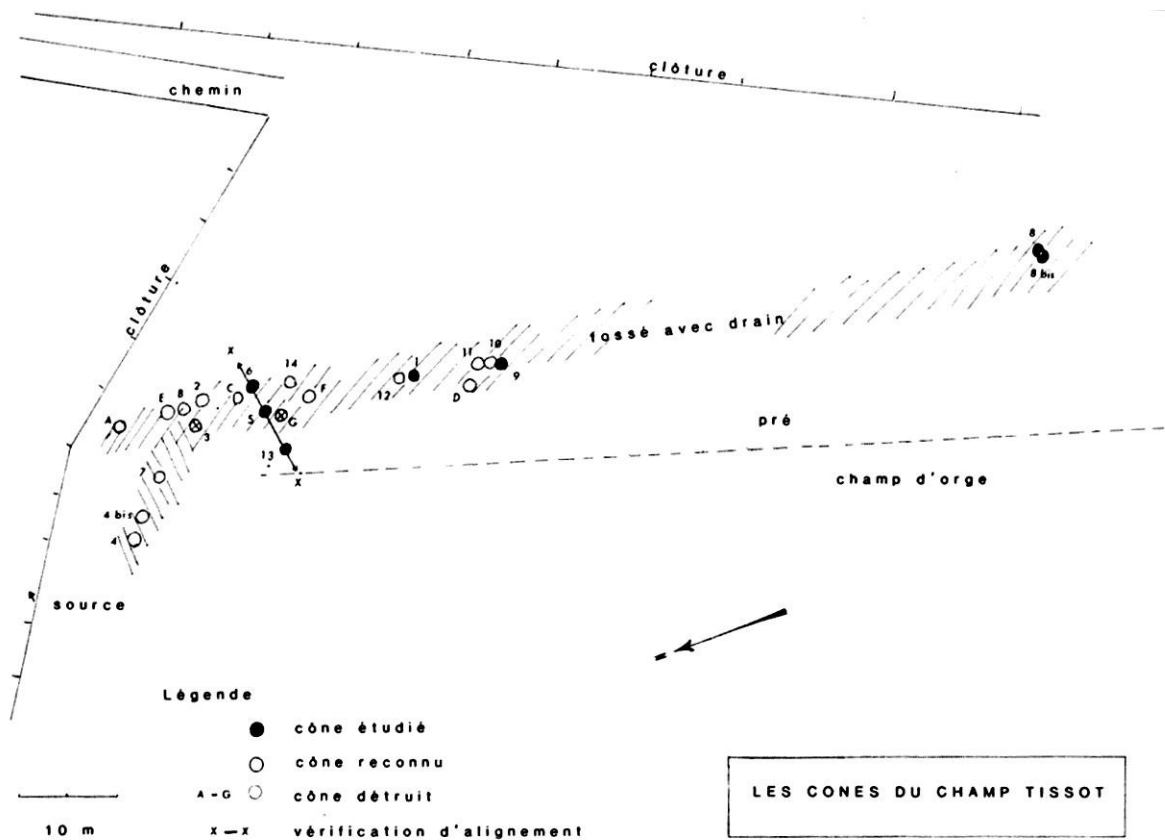 clôture
chemin
clôture
8
8 bis
fossé avec drain
X
6
14
1
11
10
12
9
D
F
C
2
8
E
A
3
5
G
13
X
7
4 bis
4
pré
champ d'orge
source
Légende
cône étudié
cône reconnu
A-G cône détruit
X—X vérification d'alignement
10 m
LES CONES DU CHAMP TISSOT